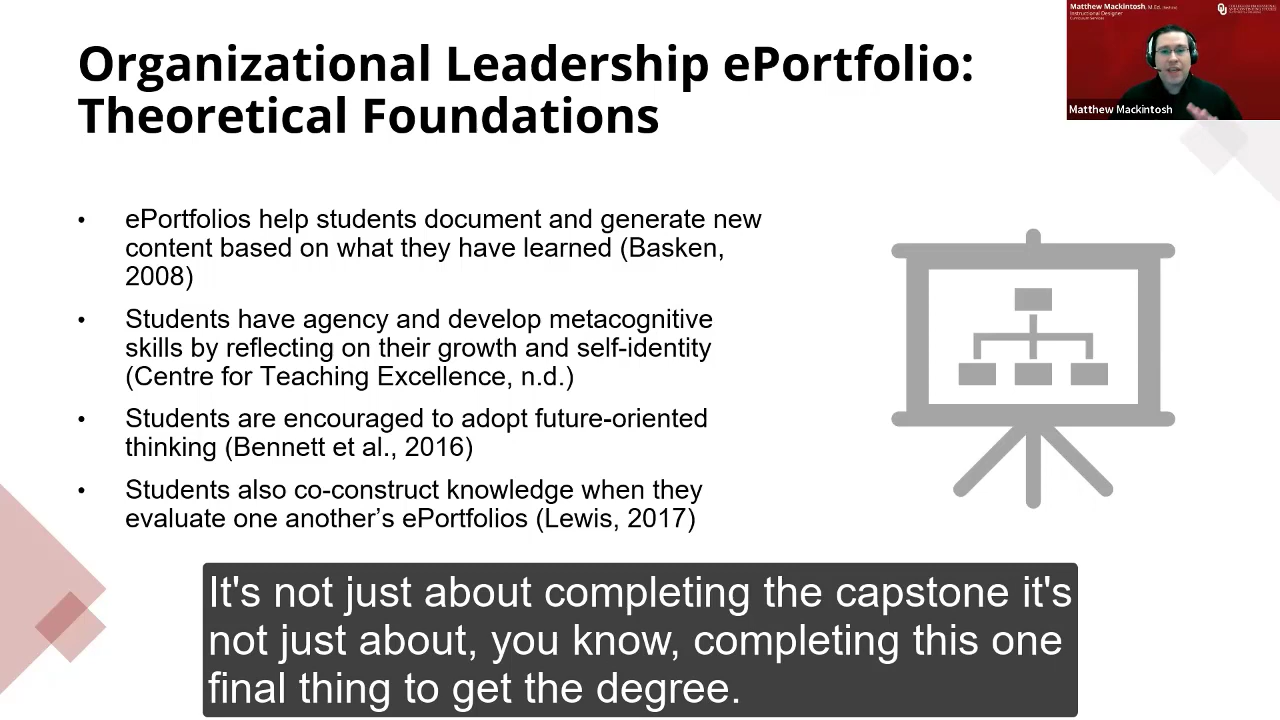 Organizational Leadership ePortfolio:
Theoretical Foundations
Matthew Mackintosh, M.Ed.
Instructional Designer
Curriculum Services
OU
Matthew Mackintosh
• ePortfolios help students document and generate new
content based on what they have learned (Basken,
2008)
• Students have agency and develop metacognitive
skills by reflecting on their growth and self-identity
(Centre for Teaching Excellence, n.d.)
• Students are encouraged to adopt future-oriented
thinking (Bennett et al., 2016)
• Students also co-construct knowledge when they
evaluate one another’s ePortfolios (Lewis, 2017)
It's not just about completing the capstone it's
not just about, you know, completing this one
final thing to get the degree.